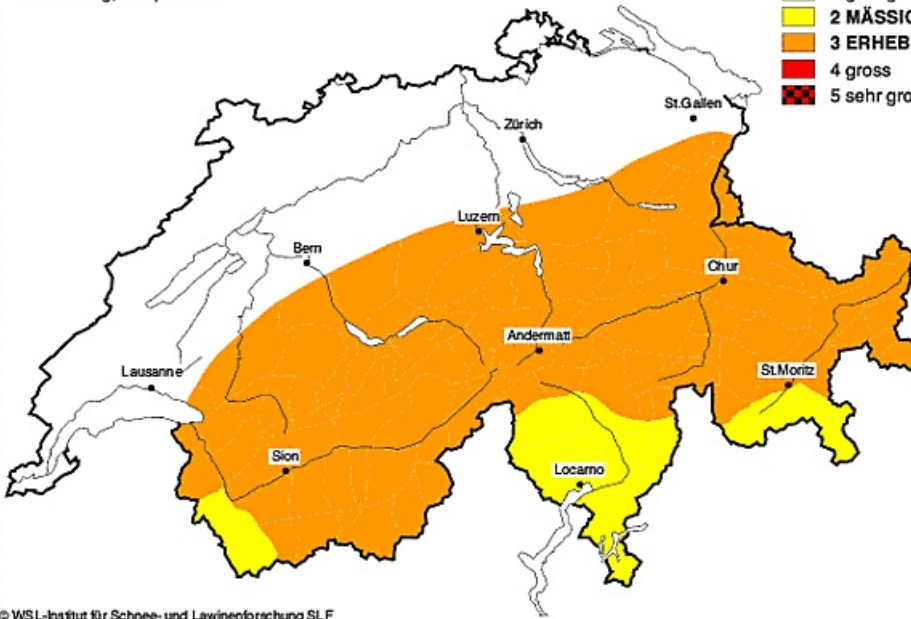 2 MÄSSIG
3 ERHEB
4 gross
5 sehr gro
St.Gallen
Zürich
Luzern
Bern
Chur
Andermatt
Lausanne
St.Moritz
Sion
Locarno
© WSL-Institut für Schnee- und Lawinenforschung SLF